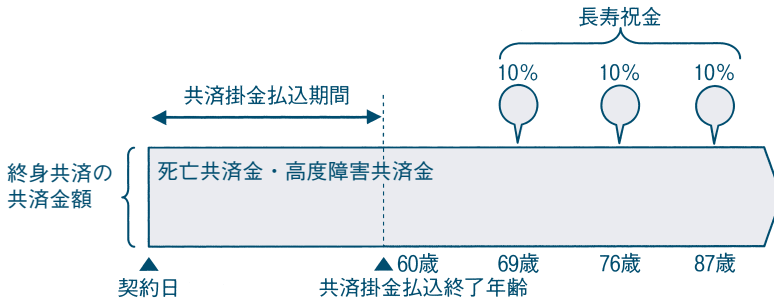 長寿祝金
10%
10%
10%
共済掛金払込期間
死亡共済金・高度障害共済金
終身共済の
共済金額
60歳
69歳
76歳
87歳
契約日
共済掛金払込終了年齢